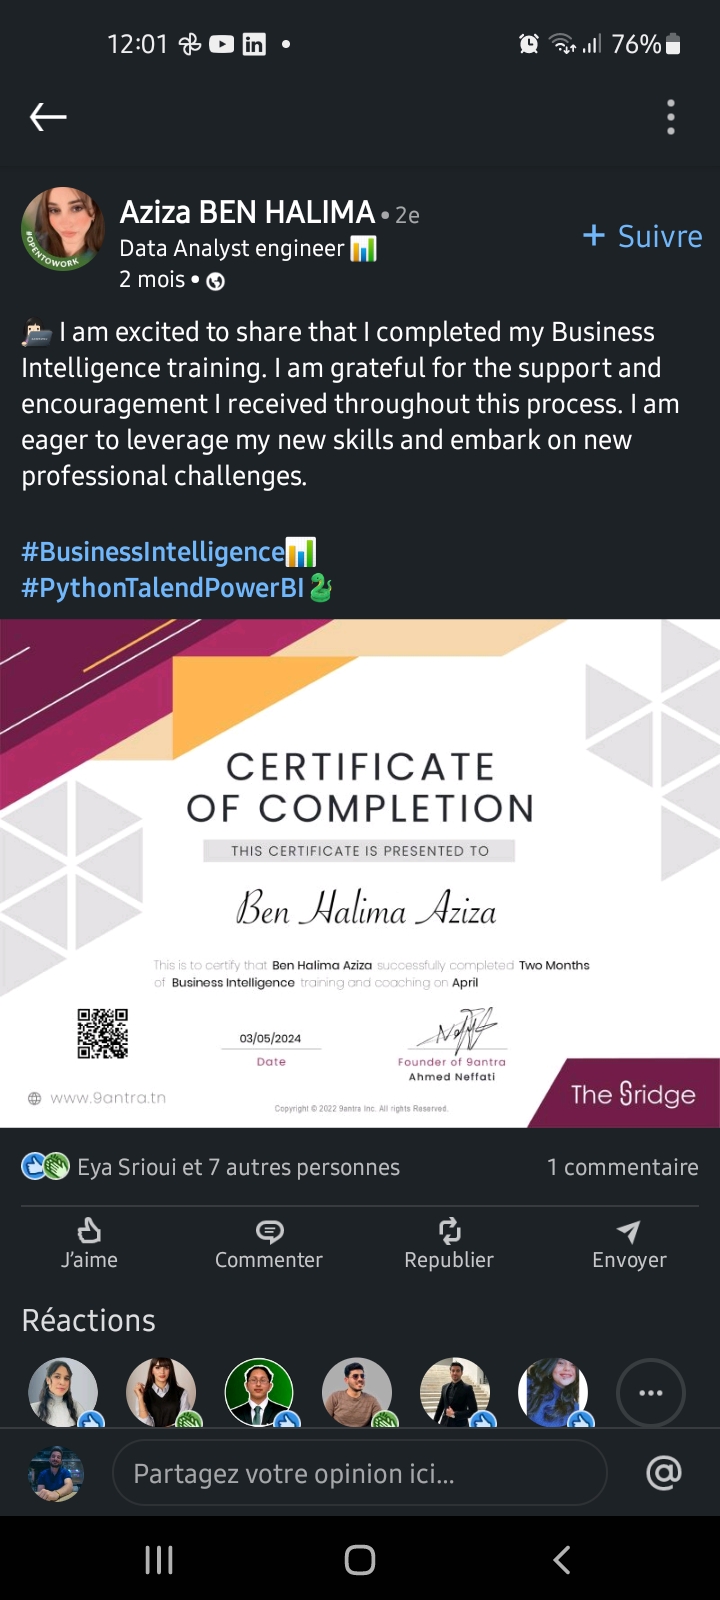 12:01
76%
Aziza BEN HALIMA • 2e
Data Analyst engineer
2 mois •
+ Suivre
#OPENTOWORK
I am excited to share that I completed my Business
Intelligence training. I am grateful for the support and
encouragement I received throughout this process. I am
eager to leverage my new skills and embark on new
professional challenges.
#BusinessIntelligence
#PythonTalendPowerBI
CERTIFICATE
OF COMPLETION
THIS CERTIFICATE IS PRESENTED TO
Ben Halima Aziza
This is to certify that Ben Halima Aziza successfully completed Two Months
of Business Intelligence training and coaching on April
03/05/2024
Date
Founder of 9antra
Ahmed Neffati
www.9antra.tn
Copyright © 2022 9antra Inc. All rights Reserved.
The Bridge
Eya Srioui et 7 autres personnes
1 commentaire
J'aime
Commenter
Republier
Envoyer
Réactions
Partagez votre opinion ici...
@